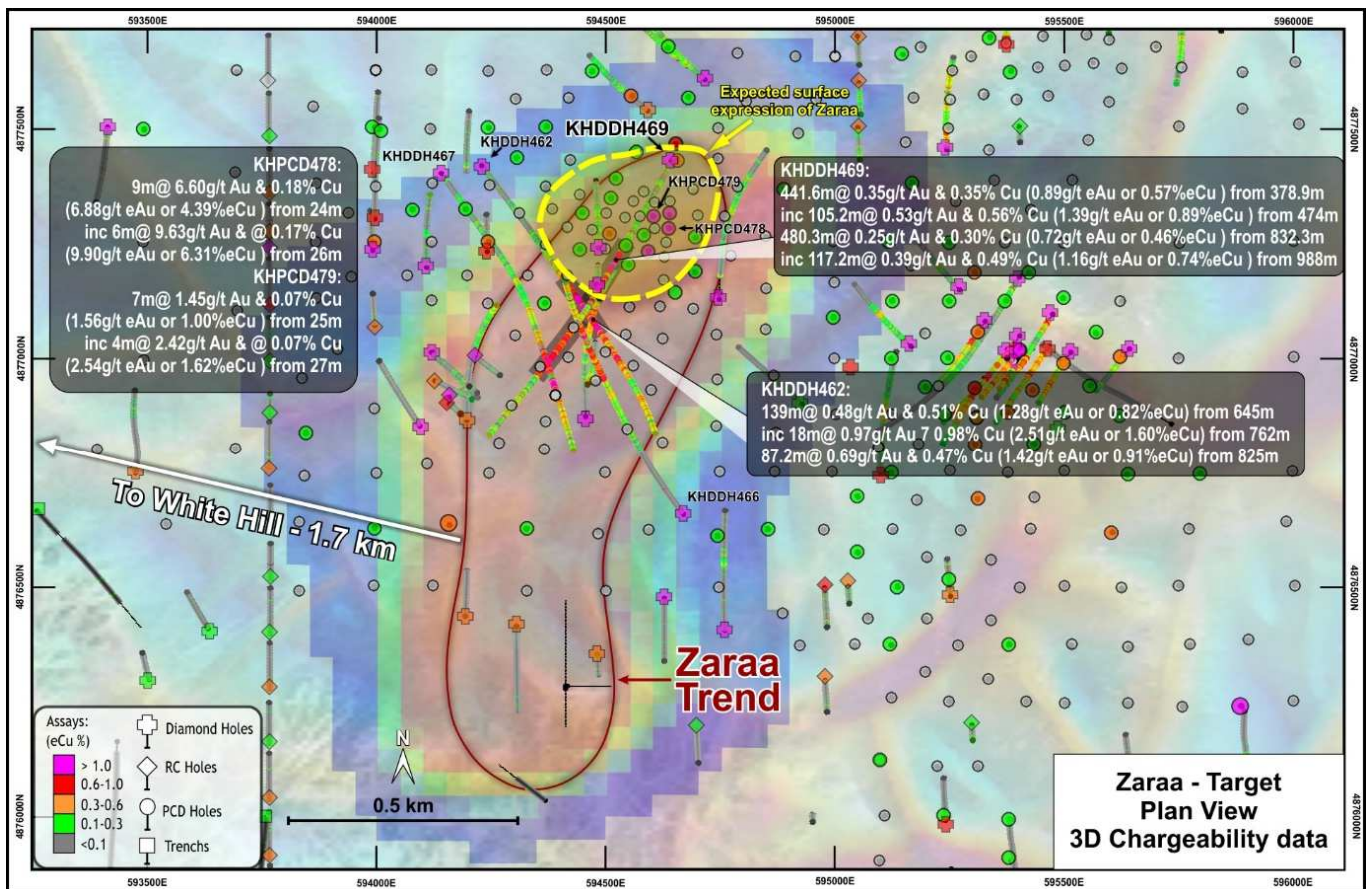 593500E
594000E
594500E
595000E
595500E
596000E
4877500N
4877000N
4876500N
4876000N
4877500N
4877000N
4876500N
4876000N
593500E
594000E
594500E
595000E
595500E
596000E
Expected surface
expression of Zaraa
KHDDH469
KHDDH462
KHDDH467
KHPCD479
KHPCD478
KHPCD478:
9m@ 6.60g/t Au & 0.18% Cu
(6.88g/t eAu or 4.39%eCu ) from 24m
inc 6m@ 9.63g/t Au & @ 0.17% Cu
(9.90g/t eAu or 6.31%eCu ) from 26m
KHPCD479:
7m@ 1.45g/t Au & 0.07% Cu
(1.56g/t eAu or 1.00%eCu ) from 25m
inc 4m@ 2.42g/t Au & @ 0.07% Cu
(2.54g/t eAu or 1.62%eCu ) from 27m
KHDDH469:
441.6m@ 0.35g/t Au & 0.35% Cu (0.89g/t eAu or 0.57%eCu ) from 378.9m
inc 105.2m@ 0.53g/t Au & 0.56% Cu (1.39g/t eAu or 0.89%eCu ) from 474m
480.3m@ 0.25g/t Au & 0.30% Cu (0.72g/t eAu or 0.46%eCu ) from 832.3m
inc 117.2m@ 0.39g/t Au & 0.49% Cu (1.16g/t eAu or 0.74%eCu ) from 988m
KHDDH462:
139m@ 0.48g/t Au & 0.51% Cu (1.28g/t eAu or 0.82%eCu) from 645m
inc 18m@ 0.97g/t Au 7 0.98% Cu (2.51g/t eAu or 1.60%eCu) from 762m
87.2m@ 0.69g/t Au & 0.47% Cu (1.42g/t eAu or 0.91%eCu) from 825m
To White Hill - 1.7 km
KHDDH466
Zaraa
Trend
N
0.5 km
Assays:
(eCu %)
> 1.0
0.6-1.0
0.3-0.6
0.1-0.3
<0.1
Diamond Holes
RC Holes
PCD Holes
Trenchs
Zaraa - Target
Plan View
3D Chargeability data